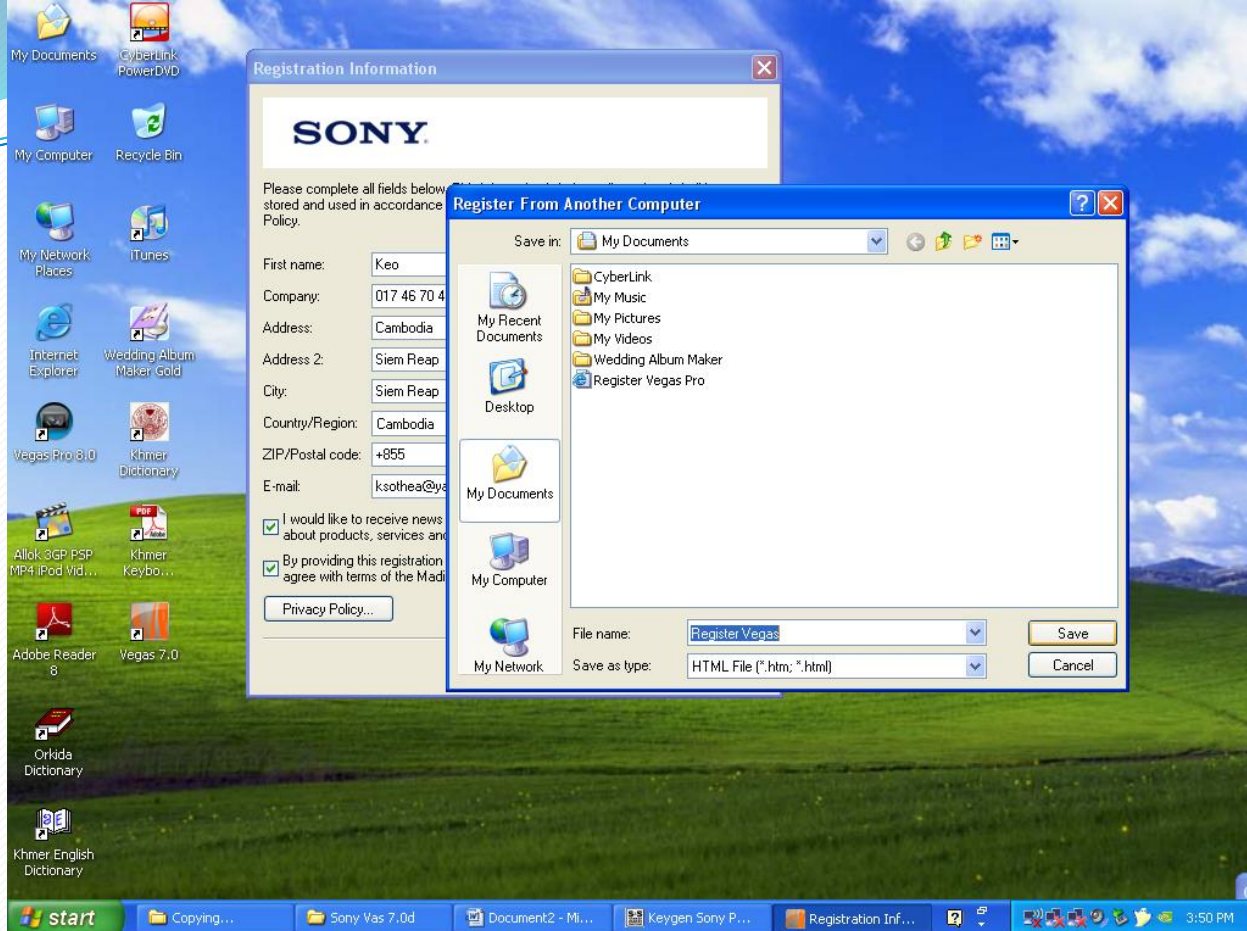 My Documents
CyberLink
PowerDVD
My Computer
Recycle Bin
My Network
Places
iTunes
Internet
Explorer
Wedding Album
Maker Gold
Vegas Pro 8.0
Khmer
Dictionary
Allok 3GP PSP
MP4 iPod Vid...
PDF
Adobe
Khmer
Keybo...
Adobe Reader
8
Vegas 7.0
Orkida
Dictionary
Khmer English
Dictionary
Registration Information
SONY
Please complete all fields below.
stored and used in accordance
Policy.
First name: Keo
Company: 017 46 70 4
Address: Cambodia
Address 2: Siem Reap
City: Siem Reap
Country/Region: Cambodia
ZIP/Postal code: +855
E-mail: ksothea@ya
I would like to receive news
about products, services and
By providing this registration
agree with terms of the Madi
Privacy Policy...
Register From Another Computer
Save in: My Documents
My Recent
Documents
Desktop
My Documents
My Computer
My Network
CyberLink
My Music
My Pictures
My Videos
Wedding Album Maker
Register Vegas Pro
File name: Register Vegas
Save
Save as type: HTML File (*.htm; *.html)
Cancel
start
Copying...
Sony Vas 7.0d
Document2 - Mi...
Keygen Sony P...
Registration Inf...
3:50 PM